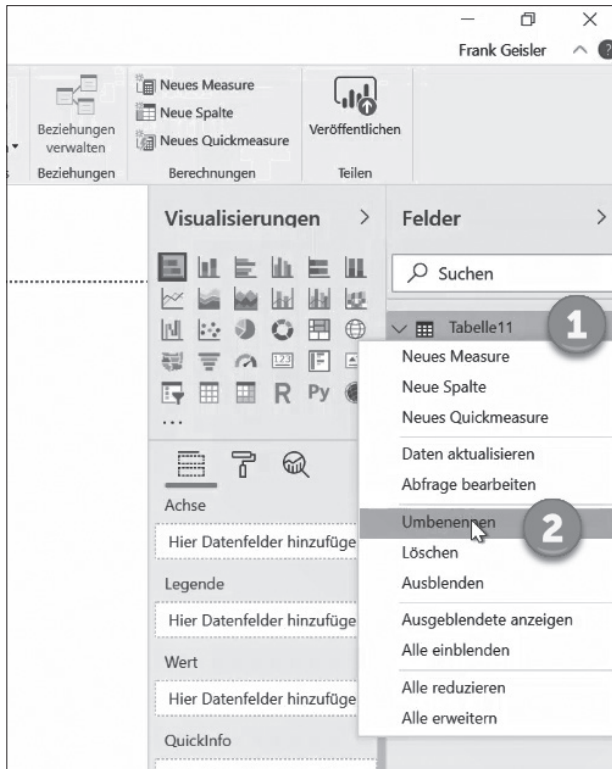 Frank Geisler
?
Beziehungen
verwalten
Beziehungen
Neues Measure
Neue Spalte
Neues Quickmeasure
Berechnungen
Veröffentlichen
Teilen
Visualisierungen
123
R Py
...
Achse
Hier Datenfelder hinzufüge
Legende
Hier Datenfelder hinzufüge
Wert
Hier Datenfelder hinzufüge
QuickInfo
Felder
Suchen
Tabelle11
1
Neues Measure
Neue Spalte
Neues Quickmeasure
Daten aktualisieren
Abfrage bearbeiten
Umbenennen
2
Löschen
Ausblenden
Ausgeblendete anzeigen
Alle einblenden
Alle reduzieren
Alle erweitern